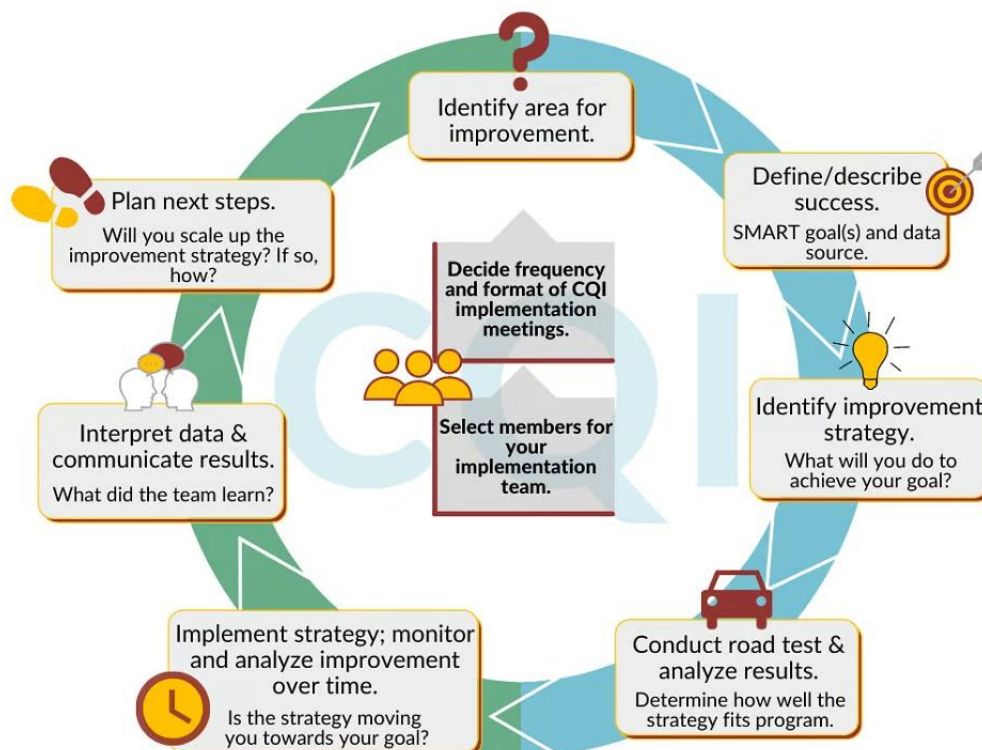 Identify area for
improvement.
Define/describe
success.
SMART goal(s) and data
source.
Identify improvement
strategy.
What will you do to
achieve your goal?
Conduct road test &
analyze results.
Determine how well the
strategy fits program.
Implement strategy; monitor
and analyze improvement
over time.
Is the strategy moving
you towards your goal?
Interpret data &
communicate results.
What did the team learn?
Plan next steps.
Will you scale up the
improvement strategy? If so,
how?
Decide frequency
and format of CQI
implementation
meetings.
Select members for
your
implementation
team.
CQI